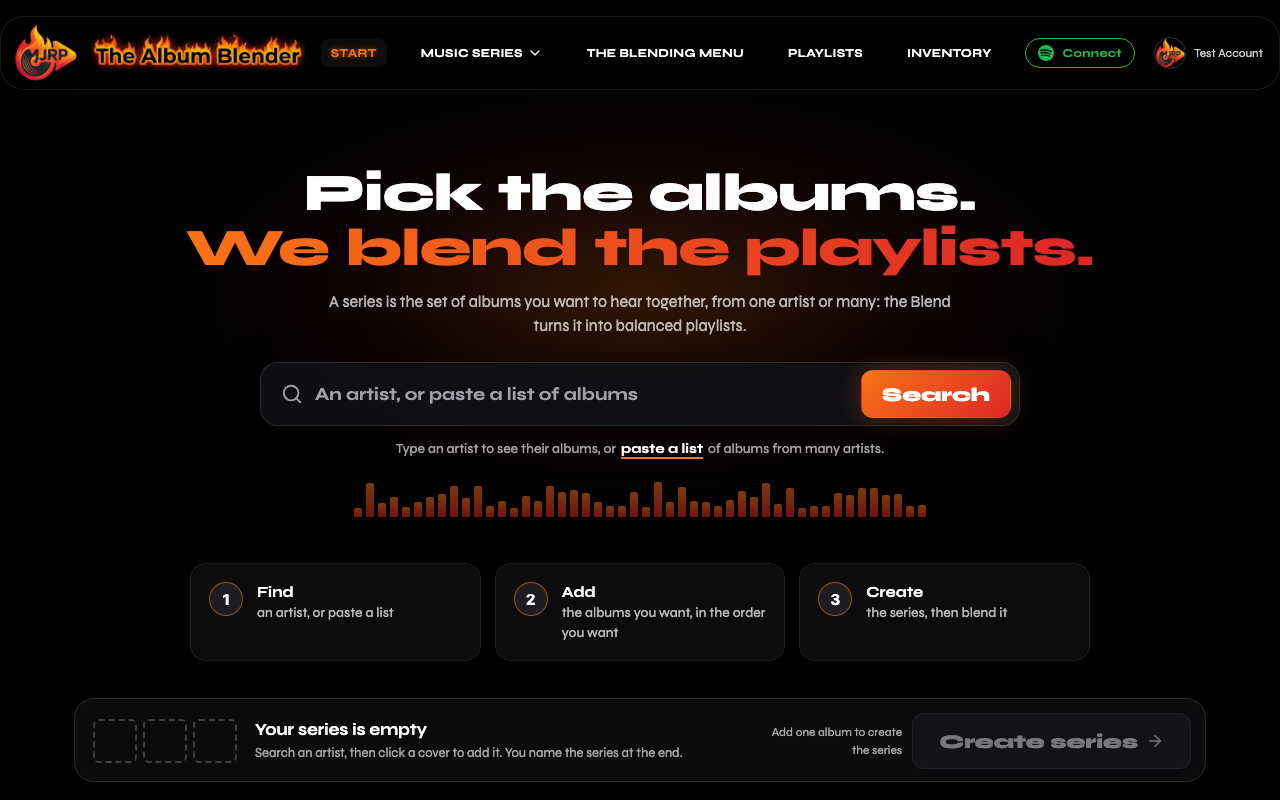 MJRP The Album Blender START MUSIC SERIES THE BLENDING MENU PLAYLISTS INVENTORY Connect MJRP Test Account
Pick the albums.
We blend the playlists.
A series is the set of albums you want to hear together, from one artist or many: the Blend
turns it into balanced playlists.
An artist, or paste a list of albums Search
Type an artist to see their albums, or paste a list of albums from many artists.
1 Find
an artist, or paste a list
2 Add
the albums you want, in the order
you want
3 Create
the series, then blend it
Your series is empty
Search an artist, then click a cover to add it. You name the series at the end.
Add one album to create
the series
Create series